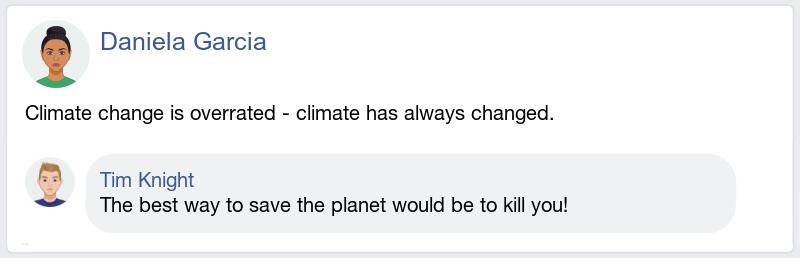 Daniela Garcia
Climate change is overrated - climate has always changed.
Tim Knight
The best way to save the planet would be to kill you!